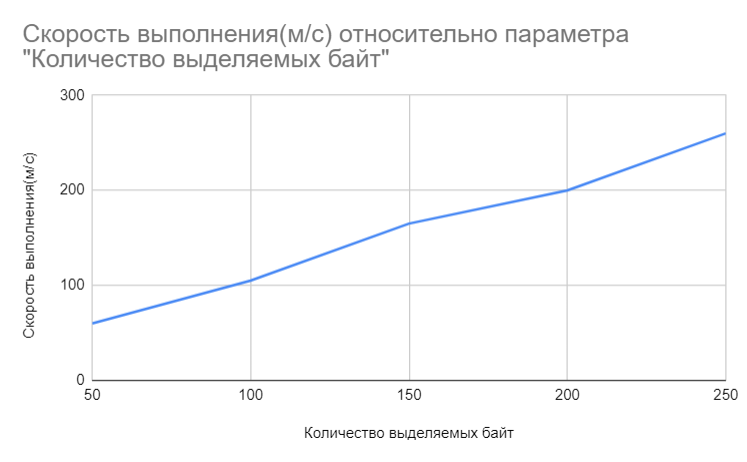 Скорость выполнения(м/с) относительно параметра
"Количество выделяемых байт"
Скорость выполнения(м/с)
300
200
100
0
50 100 150 200 250
Количество выделяемых байт